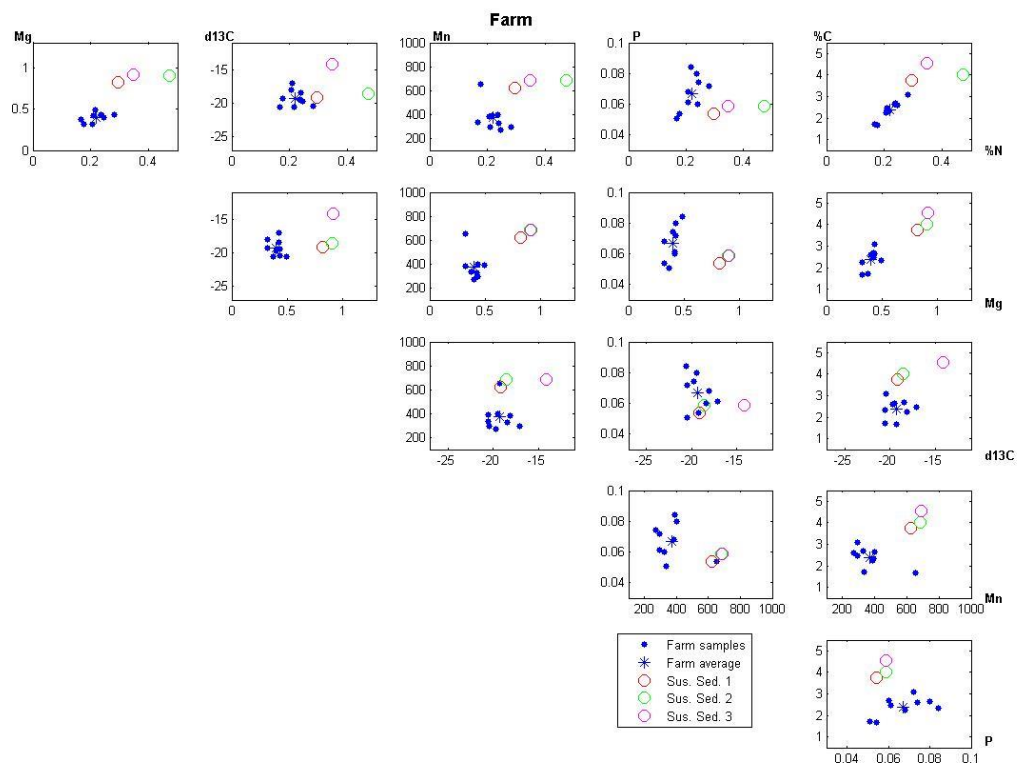 Farm
Mg d13C Mn P %C
1 -15 1000 0.1 5
0.5 -20 800 0.08 4
0 -25 600 0.06 3
400 0.04 2
200 1
0 0.2 0.4 0 0.2 0.4 0 0.2 0.4 0 0.2 0.4 0 0.2 0.4 %N
-15 1000 0.1 5
-20 800 0.08 4
-25 600 0.06 3
400 0.04 2
200 1
0 0.5 1 0 0.5 1 0 0.5 1 0 0.5 1 Mg
1000 0.1 5
800 0.08 4
600 0.06 3
400 0.04 2
200 1
-25 -20 -15 -25 -20 -15 -25 -20 -15 d13C
0.1 5
0.08 4
0.06 3
0.04 2
1
200 400 600 800 1000 200 400 600 800 1000 Mn
Farm samples
Farm average
Sus. Sed. 1
Sus. Sed. 2
Sus. Sed. 3
5
4
3
2
1
0.04 0.06 0.08 0.1 P